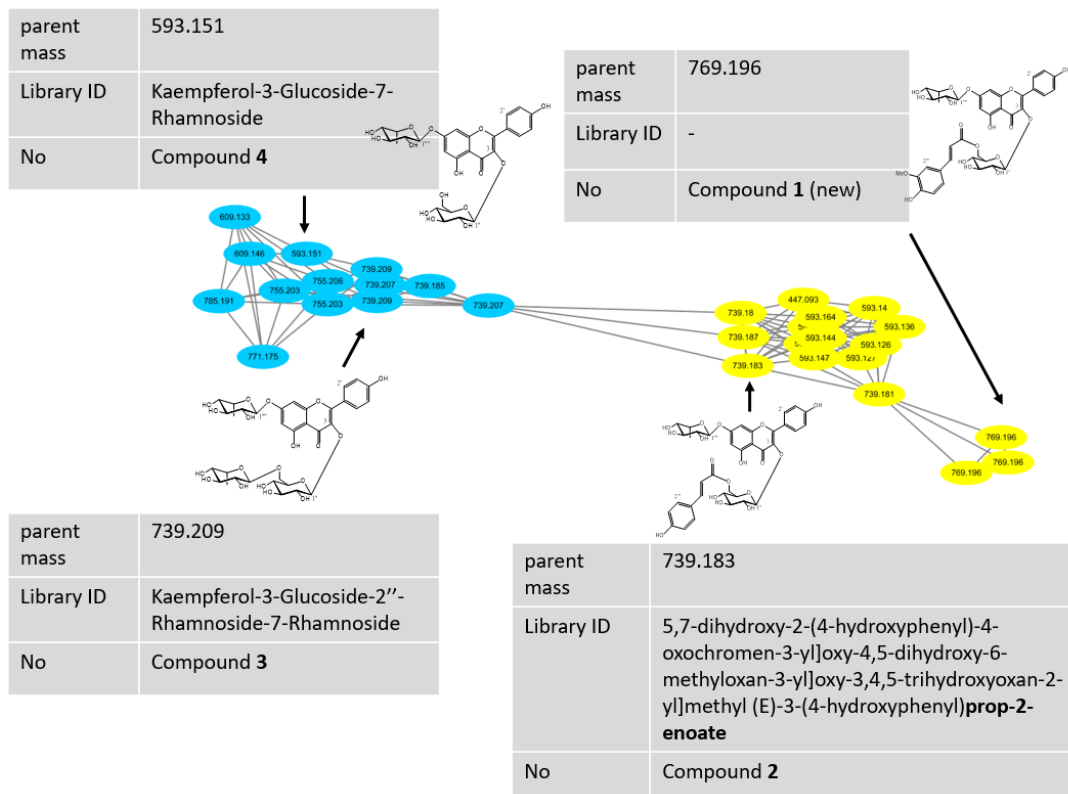 parent mass 593.151
Library ID Kaempferol-3-Glucoside-7-
Rhamnoside
No Compound 4
parent mass 769.196
Library ID -
No Compound 1 (new)
609.133
609.146
593.151
739.209
755.206
739.207
739.185
755.203
785.191
755.203
739.209
739.207
771.175
447.093
739.18
593.164
593.14
593.136
739.187
593.144
593.126
593.147
593.127
739.183
739.181
769.196
769.196
769.196
parent mass 739.209
Library ID Kaempferol-3-Glucoside-2’’-
Rhamnoside-7-Rhamnoside
No Compound 3
parent mass 739.183
Library ID 5,7-dihydroxy-2-(4-hydroxyphenyl)-4-
oxochromen-3-yl]oxy-4,5-dihydroxy-6-
methyloxan-3-yl]oxy-3,4,5-trihydroxyoxan-2-
yl]methyl (E)-3-(4-hydroxyphenyl)prop-2-
enoate
No Compound 2